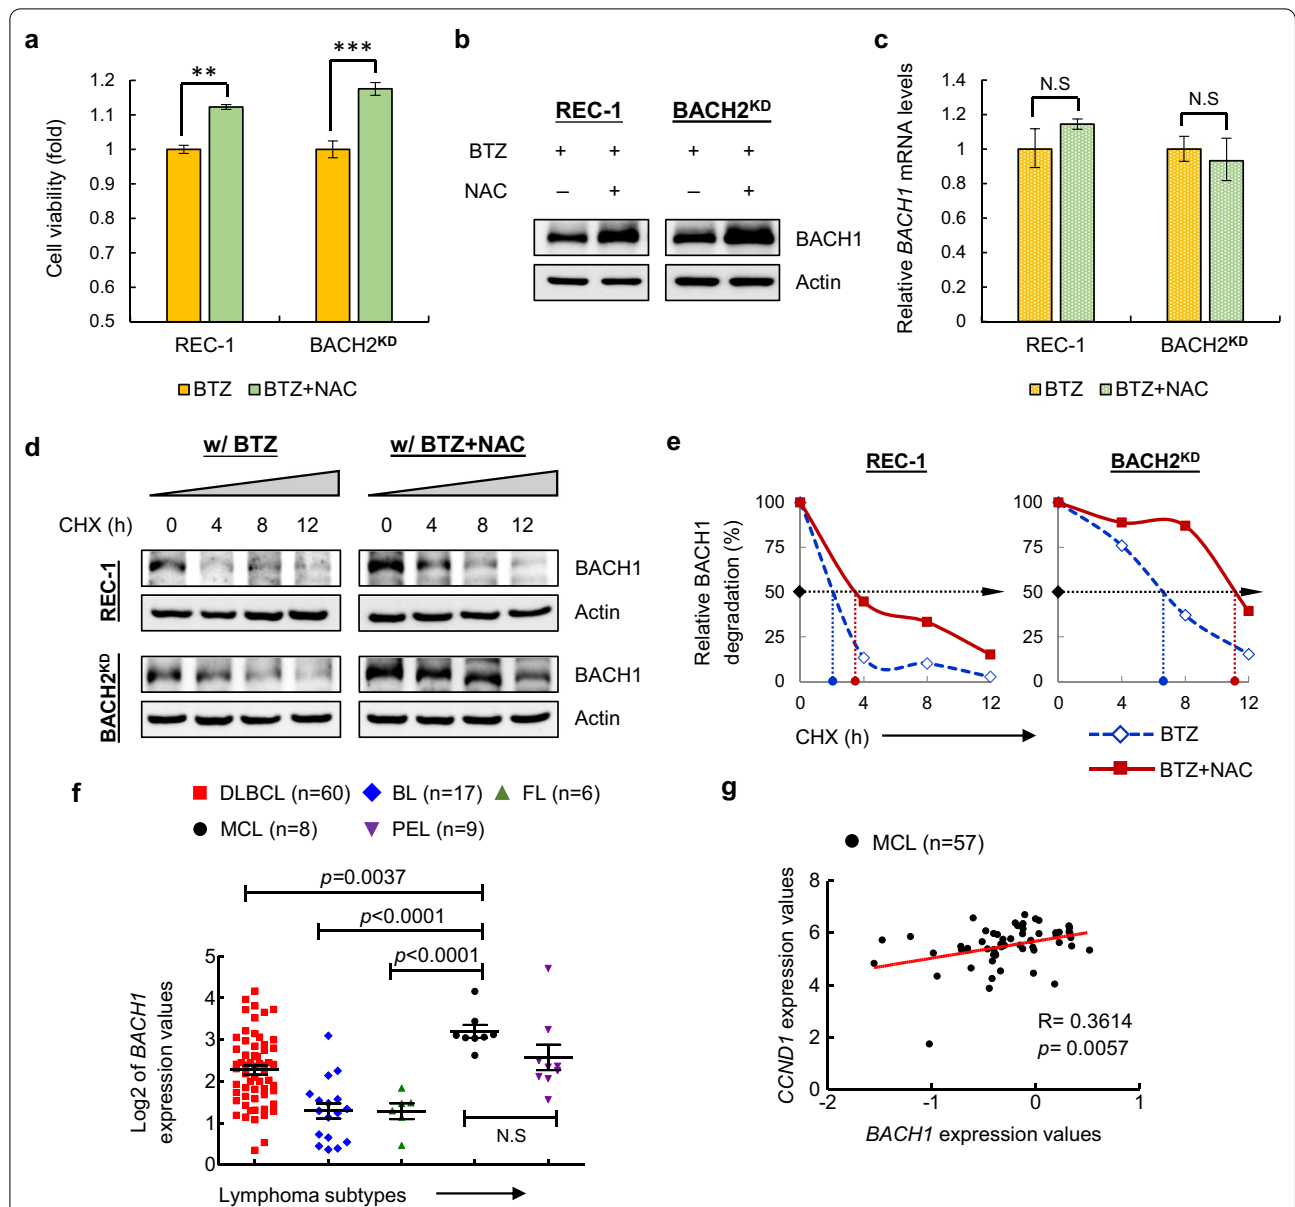 a
** ***
1.2
1.1
1
0.9
0.8
0.7
0.6
0.5
Cell viability (fold)
REC-1 BACH2KD
BTZ BTZ+NAC
b
REC-1 BACH2KD
BTZ + + + +
NAC – + – +
BACH1
Actin
c
N.S N.S
1.4
1.2
1
0.8
0.6
0.4
0.2
0
Relative BACH1 mRNA levels
REC-1 BACH2KD
BTZ BTZ+NAC
d
w/ BTZ w/ BTZ+NAC
CHX (h) 0 4 8 12 0 4 8 12
REC-1
BACH1
Actin
BACH2KD
BACH1
Actin
e
REC-1 BACH2KD
Relative BACH1
degradation (%)
100 100
75 75
50 50
25 25
0 0
0 4 8 12 0 4 8 12
CHX (h)
BTZ
BTZ+NAC
f
DLBCL (n=60) BL (n=17) FL (n=6)
MCL (n=8) PEL (n=9)
p=0.0037
p<0.0001
p<0.0001
5
4
3
2
1
0
Log2 of BACH1
expression values
N.S
Lymphoma subtypes
g
MCL (n=57)
8
6
4
2
0
CCND1 expression values
R= 0.3614
p= 0.0057
-2 -1 0 1
BACH1 expression values